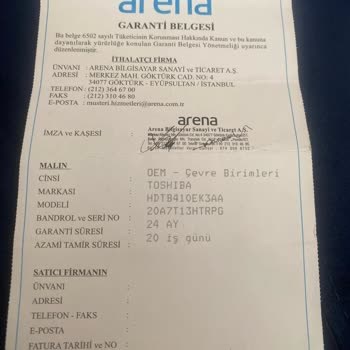 arena
GARANTİ BELGESİ
Bu belge 6502 sayılı Tüketicinin Korunması Hakkında Kanun ve bu kanuna
dayanılarak yürürlüğe konulan Garanti Belgesi Yönetmeliği uyarınca
düzenlenmiştir.
İTHALATÇI FİRMA
ÜNVANI : ARENA BİLGİSAYAR SANAYİ ve TİCARET A.Ş.
ADRESİ : MERKEZ MAH. GÖKTÜRK CAD. NO: 4
34077 GÖKTÜRK - EYÜPSULTAN / İSTANBUL
TELEFON : (212) 364 67 00
FAKS : (212) 310 46 80
E-POSTA : musteri.hizmetleri@arena.com.tr
İMZA ve KAŞESİ :
arena
Arena Bilgisayar Sanayi ve Ticaret A.Ş.
MALIN
CİNSİ : OEM - Çevre Birimleri
MARKASI : TOSHIBA
MODELİ : HDTB410EK3AA
BANDROL ve SERİ NO : 20A7T13HTRPG
GARANTİ SÜRESİ : 24 AY
AZAMİ TAMİR SÜRESİ : 20 iş günü
SATICI FİRMANIN
ÜNVANI :
ADRESİ :
TELEFON - FAKS :
E-POSTA :
FATURA TARİHİ ve NO :